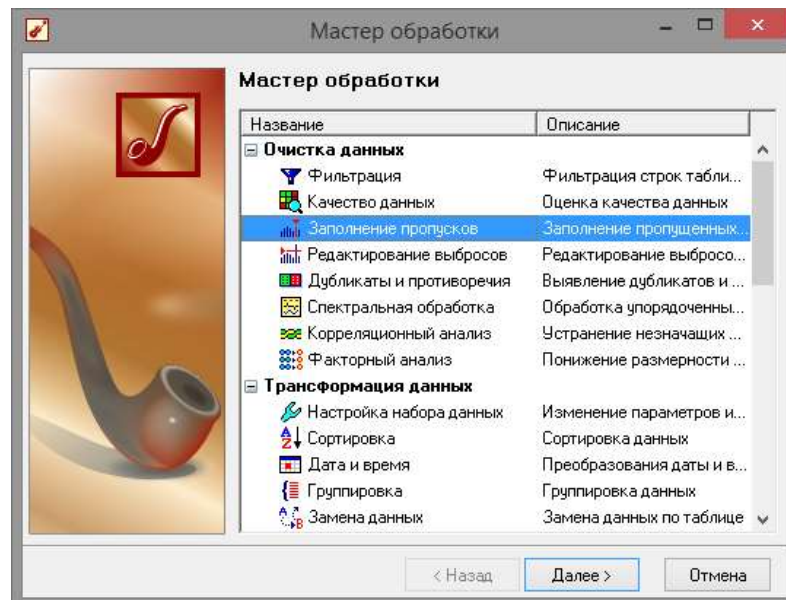 Мастер обработки
Мастер обработки
Название Описание
Очистка данных
Фильтрация Фильтрация строк табли...
Качество данных Оценка качества данных
Заполнение пропусков Заполнение пропущенных...
Редактирование выбросов Редактирование выбросо...
Дубликаты и противоречия Выявление дубликатов и ...
Спектральная обработка Обработка упорядоченны...
Корреляционный анализ Устранение незначащих ...
Факторный анализ Понижение размерности ...
Трансформация данных
Настройка набора данных Изменение параметров и...
Сортировка Сортировка данных
Дата и время Преобразования даты и в...
Группировка Группировка данных
Замена данных Замена данных по таблице
< Назад Далее > Отмена